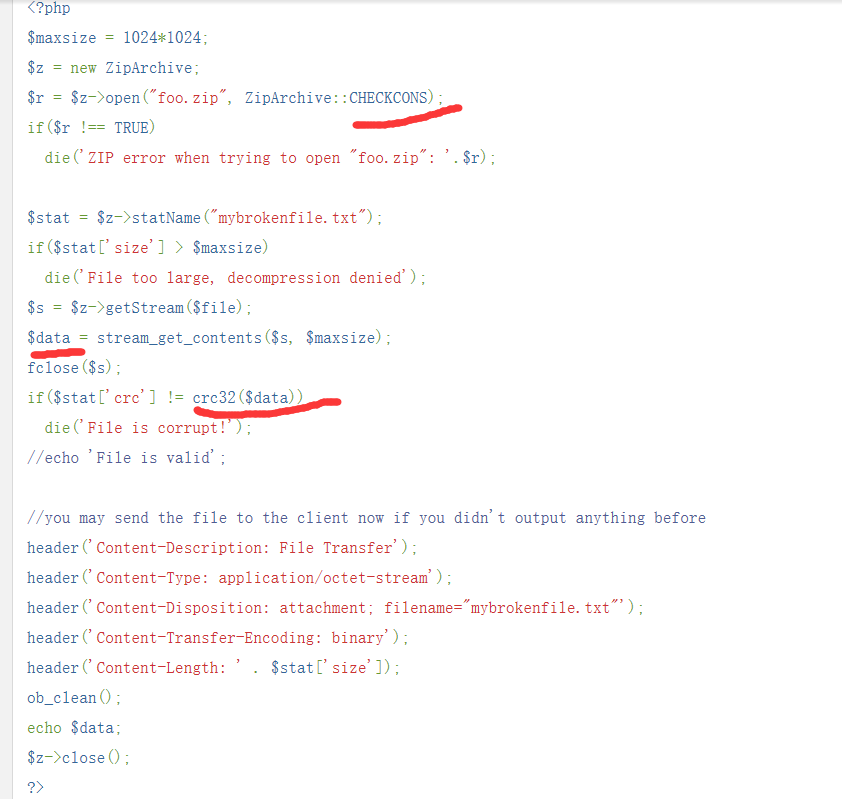 <?php
$maxsize = 1024*1024;
$z = new ZipArchive;
$r = $z->open("foo.zip", ZipArchive::CHECKCONS);
if($r !== TRUE)
  die('ZIP error when trying to open "foo.zip": '.$r);
$stat = $z->statName("mybrokenfile.txt");
if($stat['size'] > $maxsize)
  die('File too large, decompression denied');
$s = $z->getStream($file);
$data = stream_get_contents($s, $maxsize);
fclose($s);
if($stat['crc'] != crc32($data))
  die('File is corrupt!');
//echo 'File is valid';
//you may send the file to the client now if you didn't output anything before
header('Content-Description: File Transfer');
header('Content-Type: application/octet-stream');
header('Content-Disposition: attachment; filename="mybrokenfile.txt"');
header('Content-Transfer-Encoding: binary');
header('Content-Length: ' . $stat['size']);
ob_clean();
echo $data;
$z->close();
?>